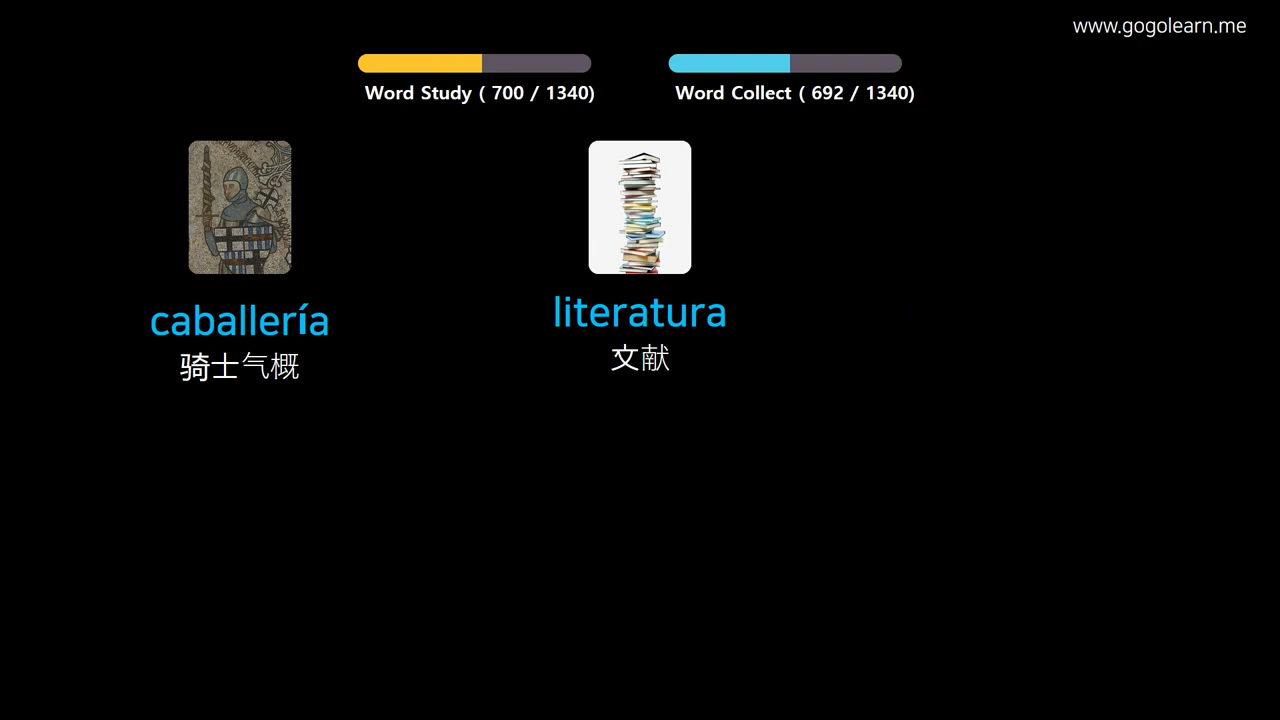 www.gogolearn.me
Word Study ( 700 / 1340)
Word Collect ( 692 / 1340)
caballería
骑士气概
literatura
文献